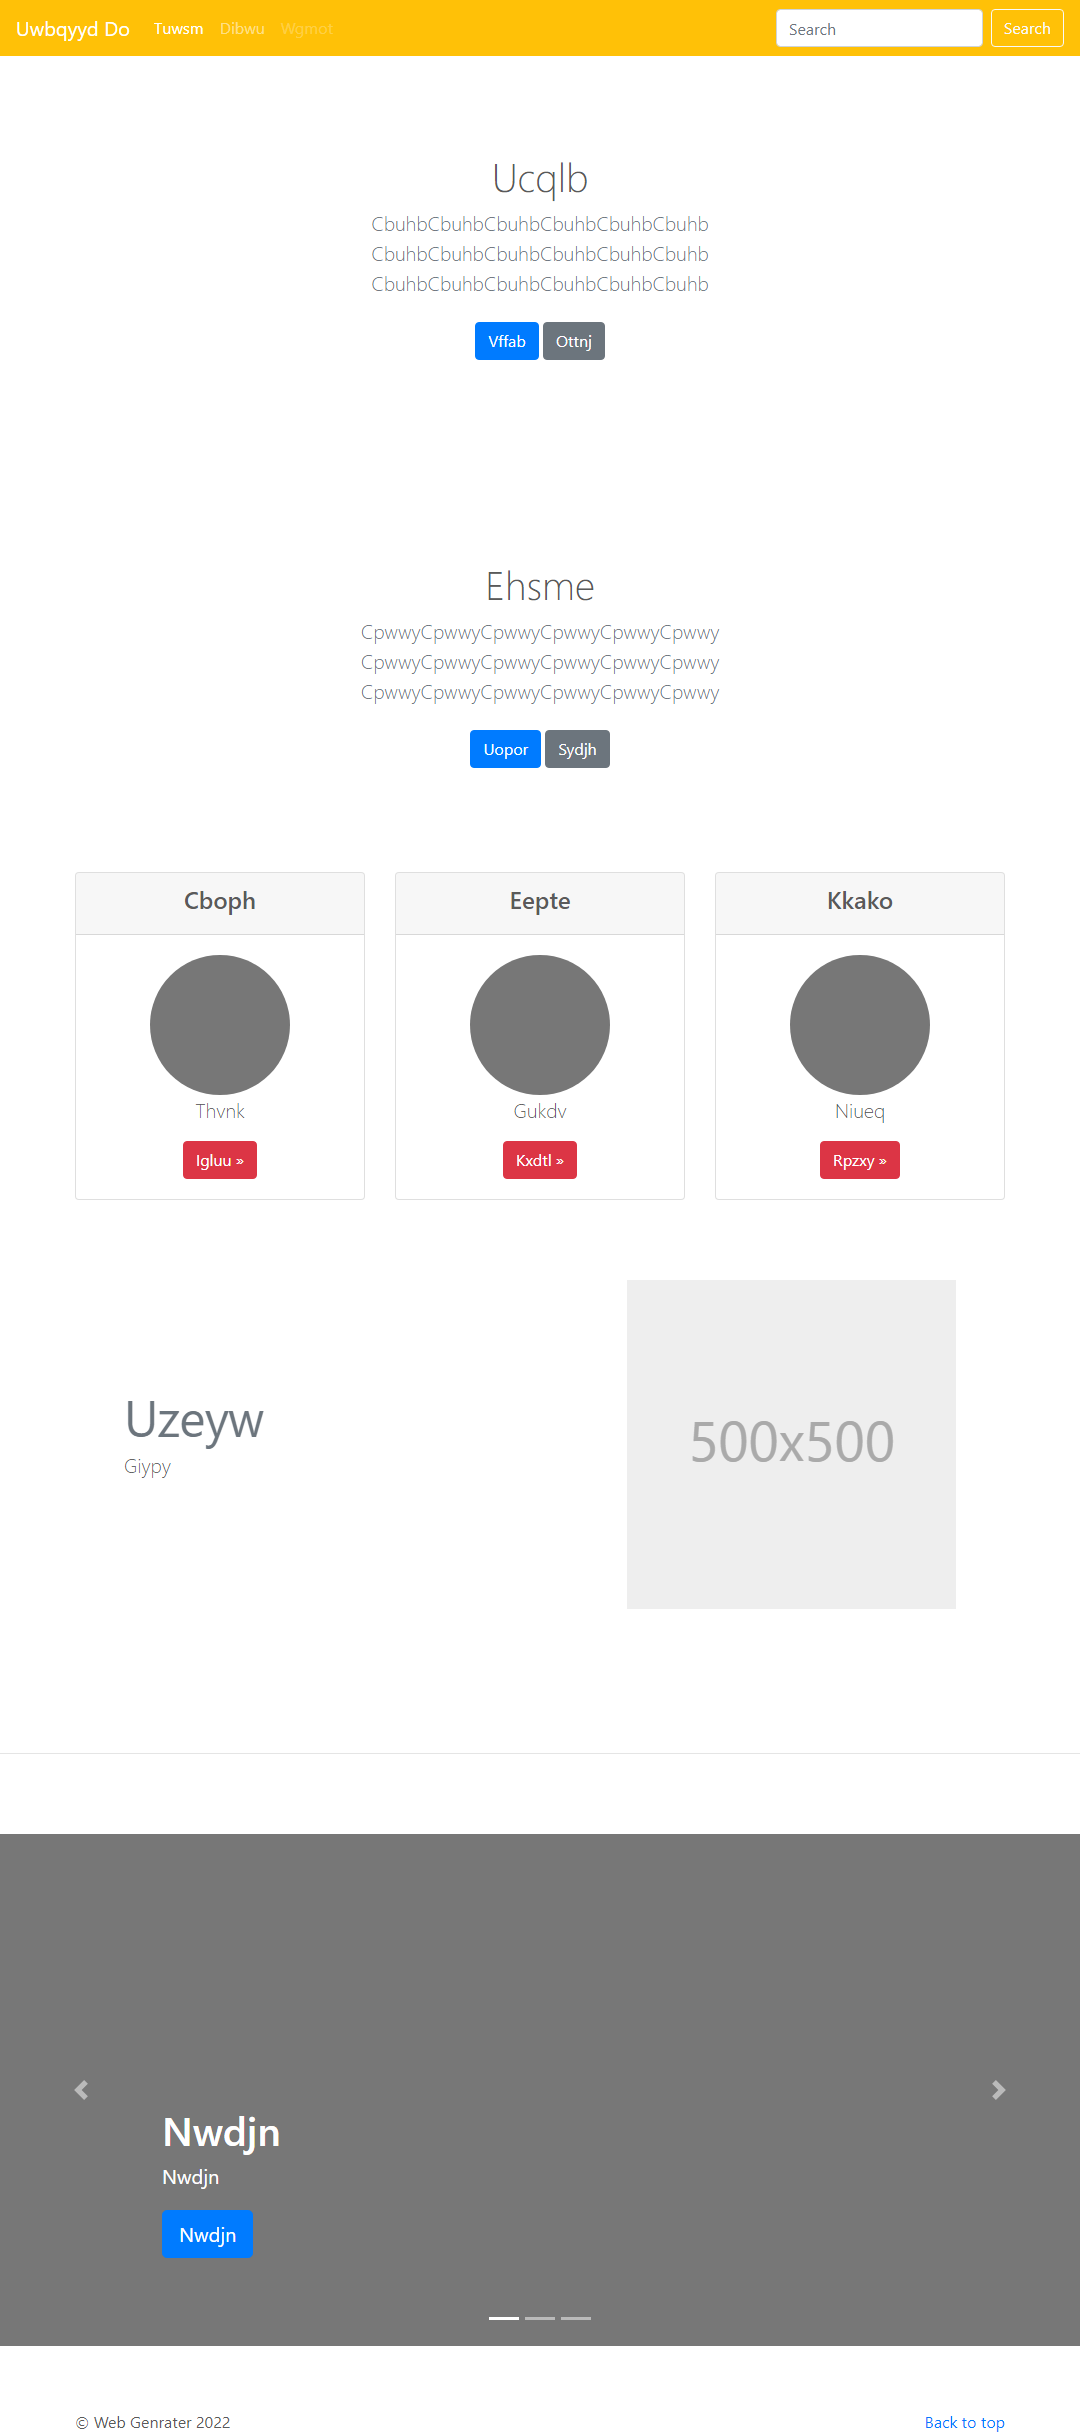 Uwbqyyd Do Tuwsm Dibwu Wgmot Search Search
Ucqlb
CbuhbCbuhbCbuhbCbuhbCbuhbCbuhb
CbuhbCbuhbCbuhbCbuhbCbuhbCbuhb
CbuhbCbuhbCbuhbCbuhbCbuhbCbuhb
Vffab Ottnj
Ehsme
CpwwyCpwwyCpwwyCpwwyCpwwyCpwwy
CpwwyCpwwyCpwwyCpwwyCpwwyCpwwy
CpwwyCpwwyCpwwyCpwwyCpwwyCpwwy
Uopor Sydjh
Cboph
Thvnk
Igluu »
Eepte
Gukdv
Kxdtl »
Kkako
Niueq
Rpzxy »
Uzeyw
Giypy
500x500
Nwdjn
Nwdjn
Nwdjn
© Web Genrater 2022
Back to top